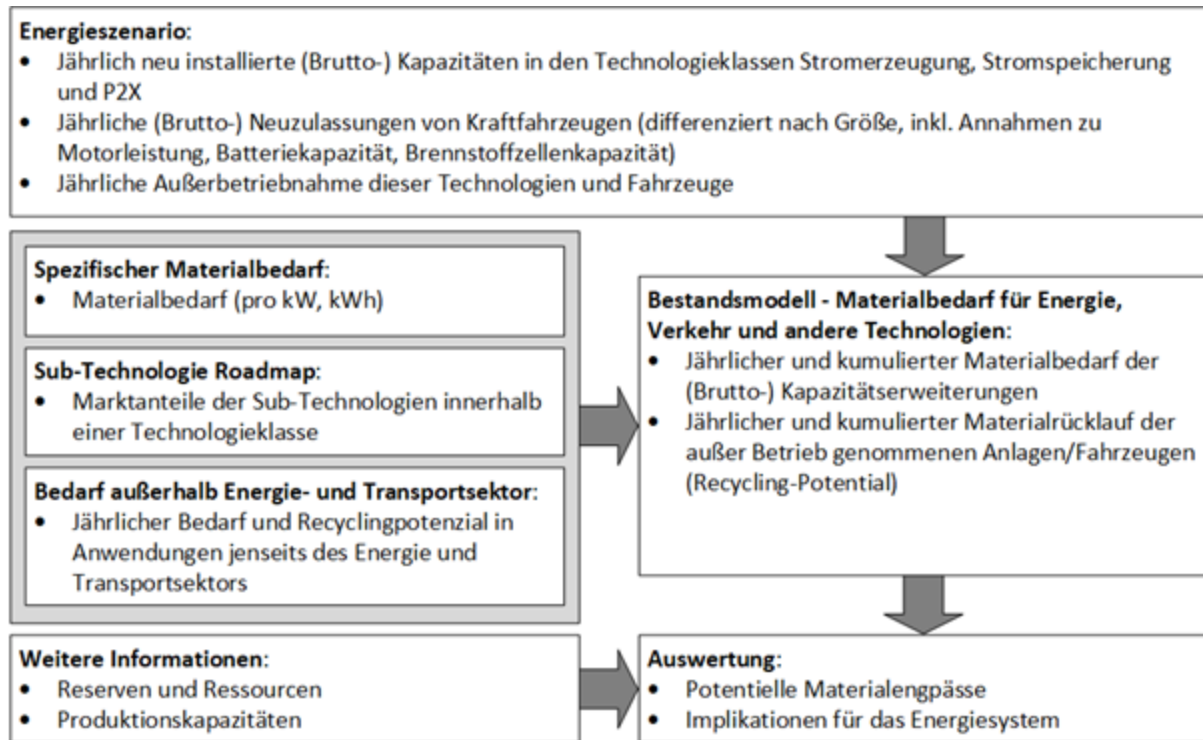 Energieszenario:
• Jährlich neu installierte (Brutto-) Kapazitäten in den Technologieklassen Stromerzeugung, Stromspeicherung
und P2X
• Jährliche (Brutto-) Neuzulassungen von Kraftfahrzeugen (differenziert nach Größe, inkl. Annahmen zu
Motorleistung, Batteriekapazität, Brennstoffzellenkapazität)
• Jährliche Außerbetriebnahme dieser Technologien und Fahrzeuge
Spezifischer Materialbedarf:
• Materialbedarf (pro kW, kWh)
Sub-Technologie Roadmap:
• Marktanteile der Sub-Technologien innerhalb
einer Technologieklasse
Bedarf außerhalb Energie- und Transportsektor:
• Jährlicher Bedarf und Recyclingpotenzial in
Anwendungen jenseits des Energie und
Transportsektors
Bestandsmodell - Materialbedarf für Energie,
Verkehr und andere Technologien:
• Jährlicher und kumulierter Materialbedarf der
(Brutto-) Kapazitätserweiterungen
• Jährlicher und kumulierter Materialrücklauf der
außer Betrieb genommenen Anlagen/Fahrzeugen
(Recycling-Potential)
Weitere Informationen:
• Reserven und Ressourcen
• Produktionskapazitäten
Auswertung:
• Potentielle Materialengpässe
• Implikationen für das Energiesystem